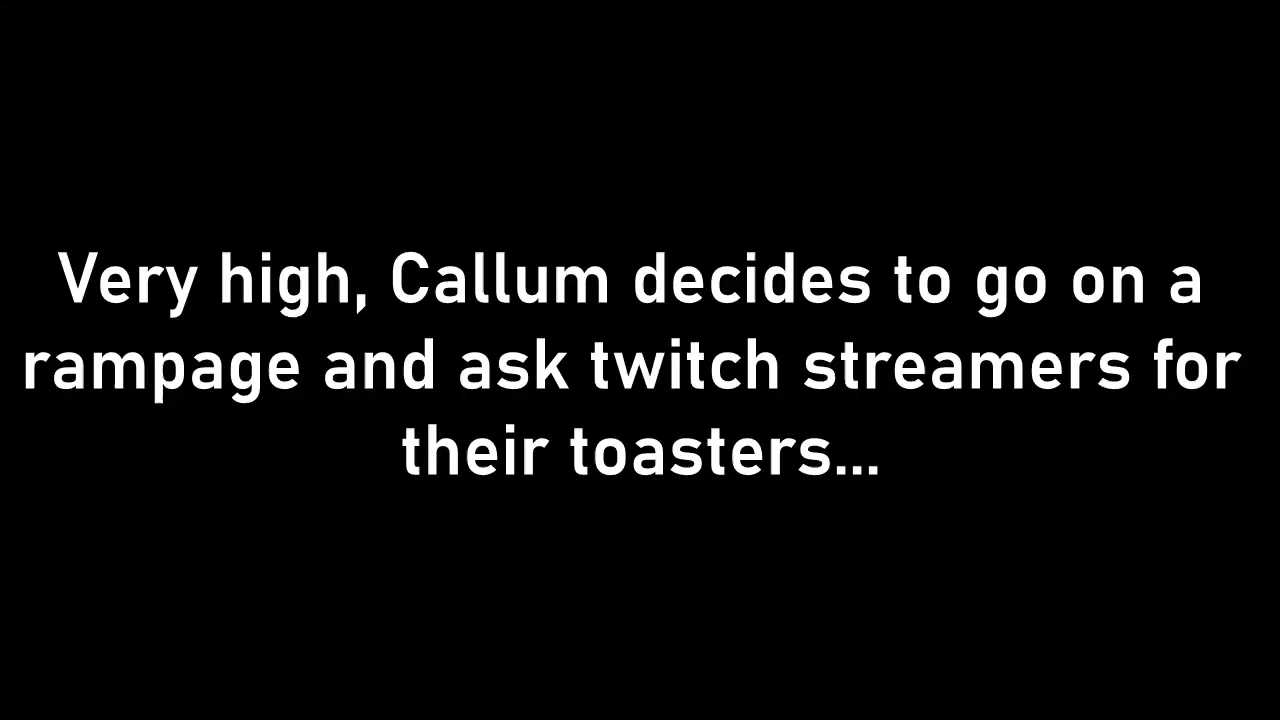 Very high, Callum decides to go on a
rampage and ask twitch streamers for
their toasters...